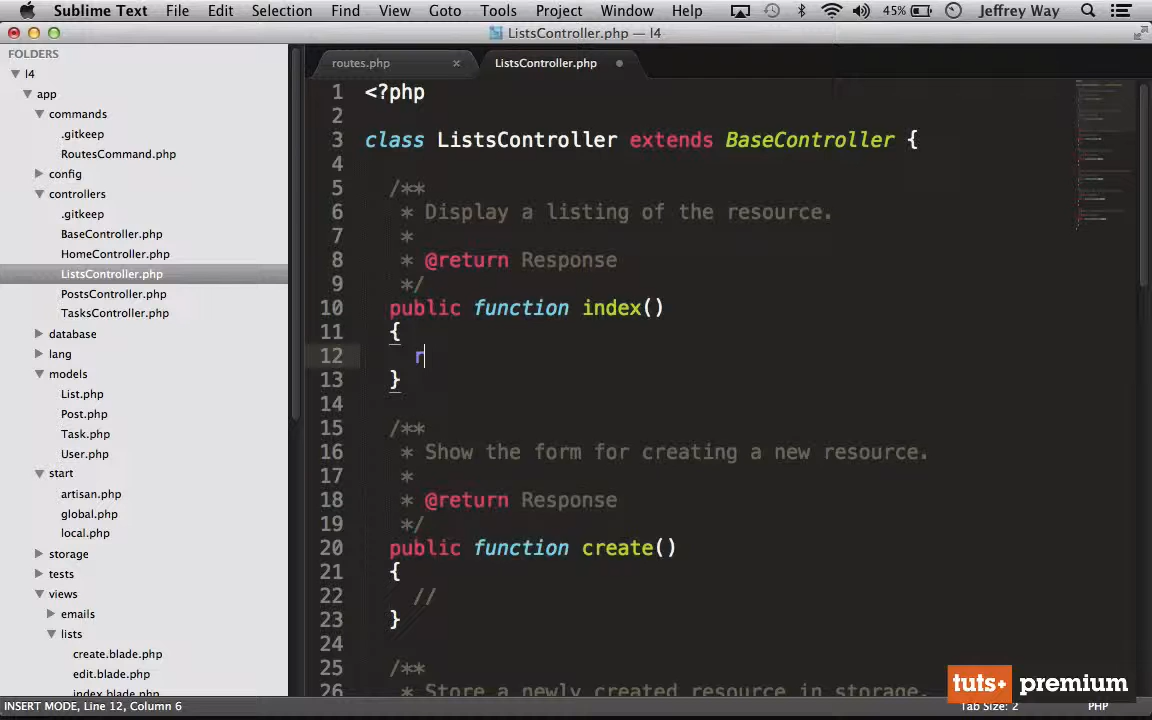 Sublime Text File Edit Selection Find View Goto Tools Project Window Help 45% Jeffrey Way
ListsController.php — l4
FOLDERS
l4
app
commands
.gitkeep
RoutesCommand.php
config
controllers
.gitkeep
BaseController.php
HomeController.php
ListsController.php
PostsController.php
TasksController.php
database
lang
models
List.php
Post.php
Task.php
User.php
start
artisan.php
global.php
local.php
storage
tests
views
emails
lists
create.blade.php
edit.blade.php
index.blade.php
routes.php × ListsController.php
1 <?php
2
3 class ListsController extends BaseController {
4
5 /**
6 * Display a listing of the resource.
7 *
8 * @return Response
9 */
10 public function index()
11 {
12 r
13 }
14
15 /**
16 * Show the form for creating a new resource.
17 *
18 * @return Response
19 */
20 public function create()
21 {
22 //
23 }
24
25 /**
26 * Store a newly created resource in storage.
tuts+ premium
INSERT MODE, Line 12, Column 6 Tab Size: 2 PHP